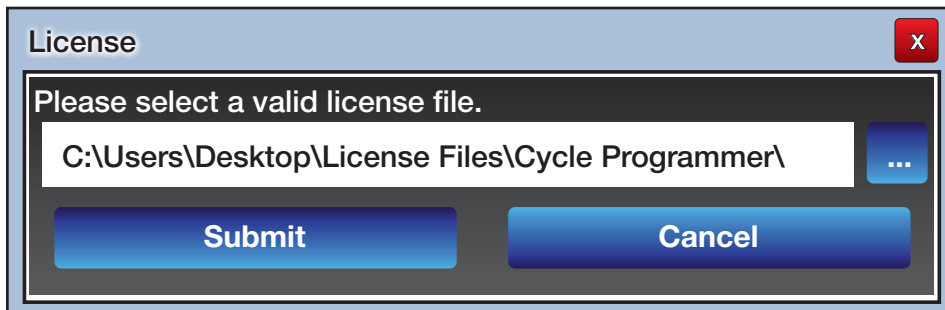 License
X
Please select a valid license file.
C:\Users\Desktop\License Files\Cycle Programmer\
...
Submit
Cancel